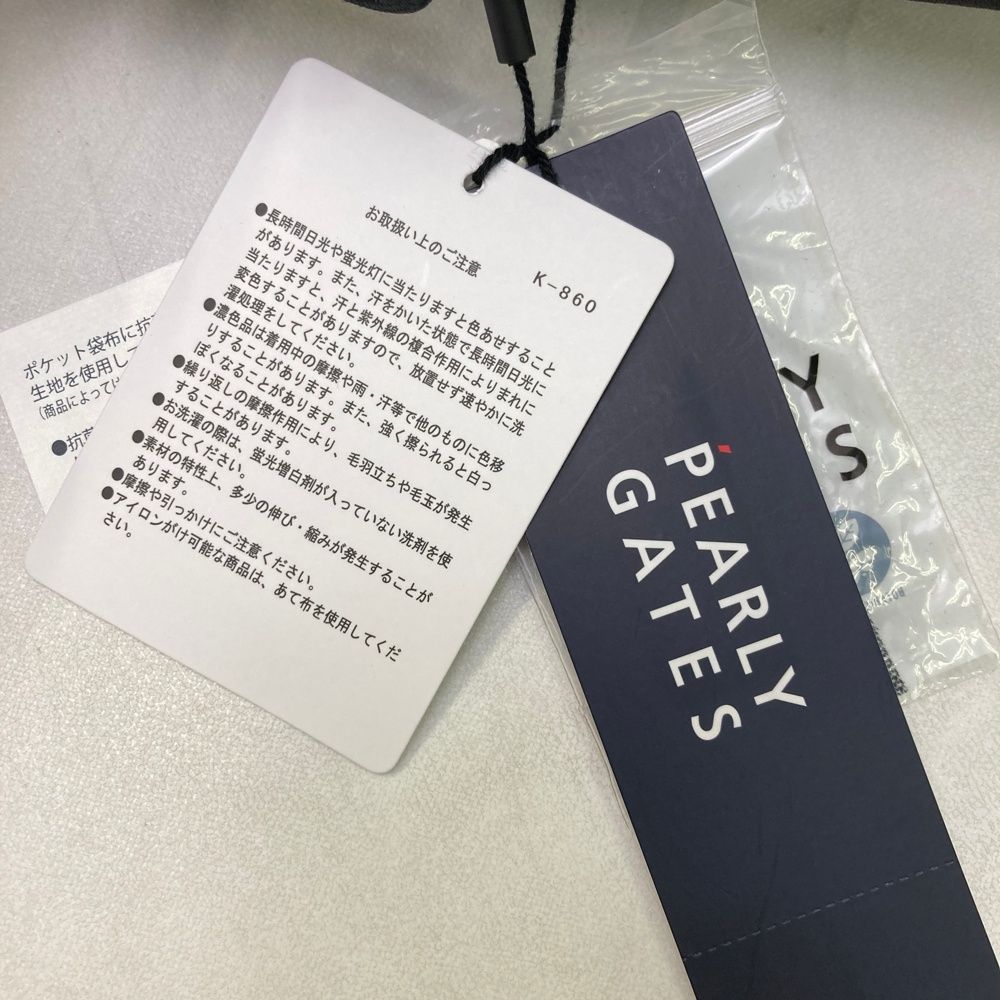 お取扱い上のご注意
K-860
●長時間日光や蛍光灯に当たりますと色あせすること
があります。また、汗をかいた状態で長時間日光に
当たりますと、汗と紫外線の複合作用によりまれに
変色することがありますので、放置せず速やかに洗
濯処理をしてください。
●濃色品は着用中の摩擦や雨・汗等で他のものに色移
りすることがあります。また、強く擦られると白っ
ぽくなることがあります。
●繰り返しの摩擦作用により、毛羽立ちや毛玉が発生
することがあります。
●お洗濯の際は、蛍光増白剤が入っていない洗剤を使
用してください。
●素材の特性上、多少の伸び・縮みが発生することが
あります。
●摩擦や引っかけにご注意ください。
●アイロンがけ可能な商品は、あて布を使用してくだ
さい。
ポケット袋布に抗
生地を使用し
(商品によって
●抗菌
PEARLY
GATES
Y
S